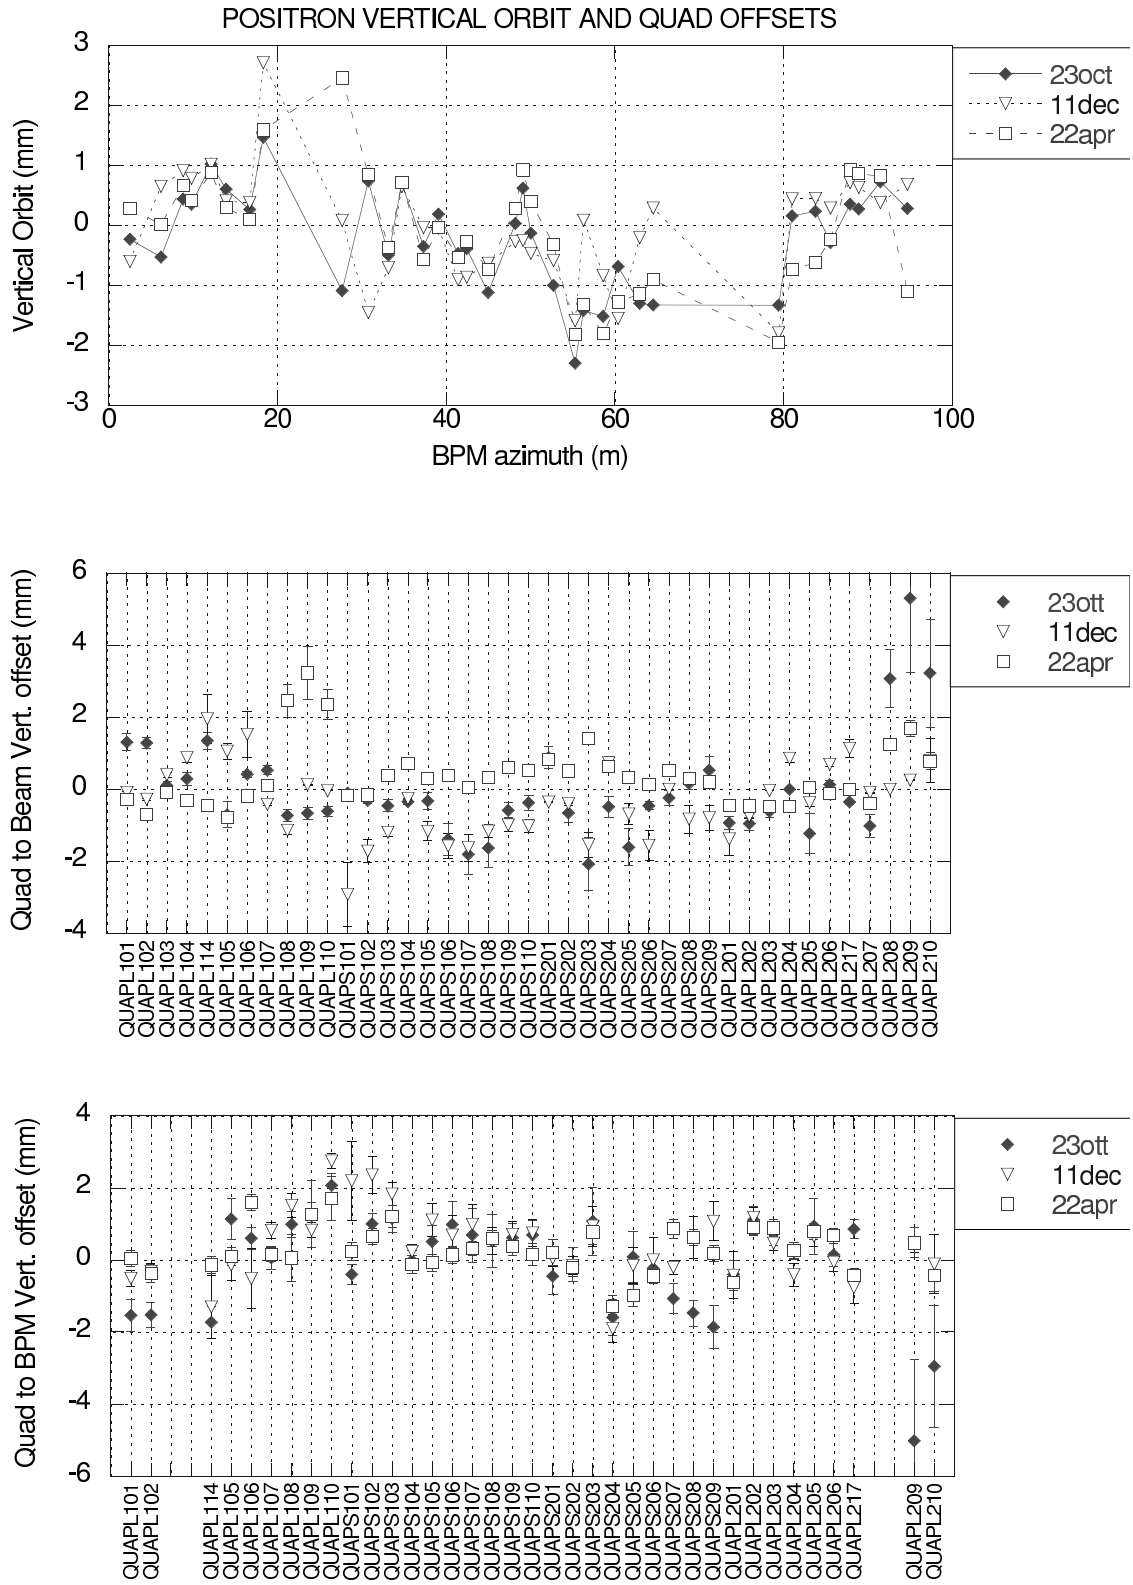 POSITRON VERTICAL ORBIT AND QUAD OFFSETS
Vertical Orbit (mm)
3
2
1
0
-1
-2
-3
0 20 40 60 80 100
BPM azimuth (m)
23oct
11dec
22apr
Quad to Beam Vert. offset (mm)
6
4
2
0
-2
-4
QUAPL101
QUAPL102
QUAPL103
QUAPL104
QUAPL114
QUAPL105
QUAPL106
QUAPL107
QUAPL108
QUAPL109
QUAPL110
QUAPS101
QUAPS102
QUAPS103
QUAPS104
QUAPS105
QUAPS106
QUAPS107
QUAPS108
QUAPS109
QUAPS110
QUAPS201
QUAPS202
QUAPS203
QUAPS204
QUAPS205
QUAPS206
QUAPS207
QUAPS208
QUAPS209
QUAPL201
QUAPL202
QUAPL203
QUAPL204
QUAPL205
QUAPL206
QUAPL217
QUAPL207
QUAPL208
QUAPL209
QUAPL210
23ott
11dec
22apr
Quad to BPM Vert. offset (mm)
4
2
0
-2
-4
-6
QUAPL101
QUAPL102
QUAPL114
QUAPL105
QUAPL106
QUAPL107
QUAPL108
QUAPL109
QUAPL110
QUAPS101
QUAPS102
QUAPS103
QUAPS104
QUAPS105
QUAPS106
QUAPS107
QUAPS108
QUAPS109
QUAPS110
QUAPS201
QUAPS202
QUAPS203
QUAPS204
QUAPS205
QUAPS206
QUAPS207
QUAPS208
QUAPS209
QUAPL201
QUAPL202
QUAPL203
QUAPL204
QUAPL205
QUAPL206
QUAPL217
QUAPL209
QUAPL210
23ott
11dec
22apr